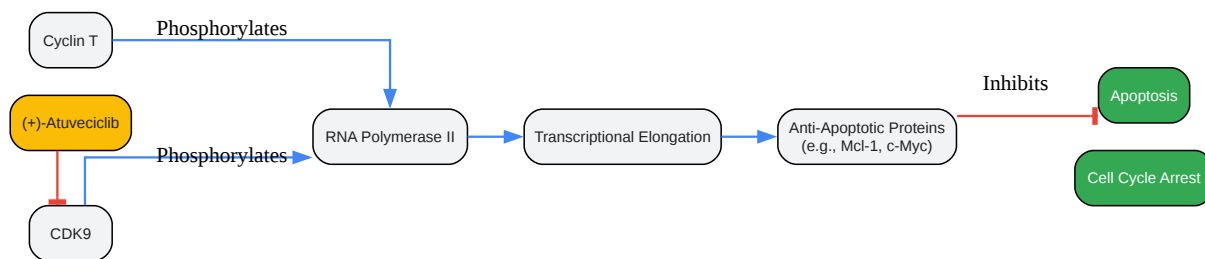 Phosphorylates
Cyclin T
Inhibits
Apoptosis
(+)-Atuveciclib
RNA Polymerase II
Transcriptional Elongation
Anti-Apoptotic Proteins
(e.g., Mcl-1, c-Myc)
Phosphorylates
Cell Cycle Arrest
CDK9